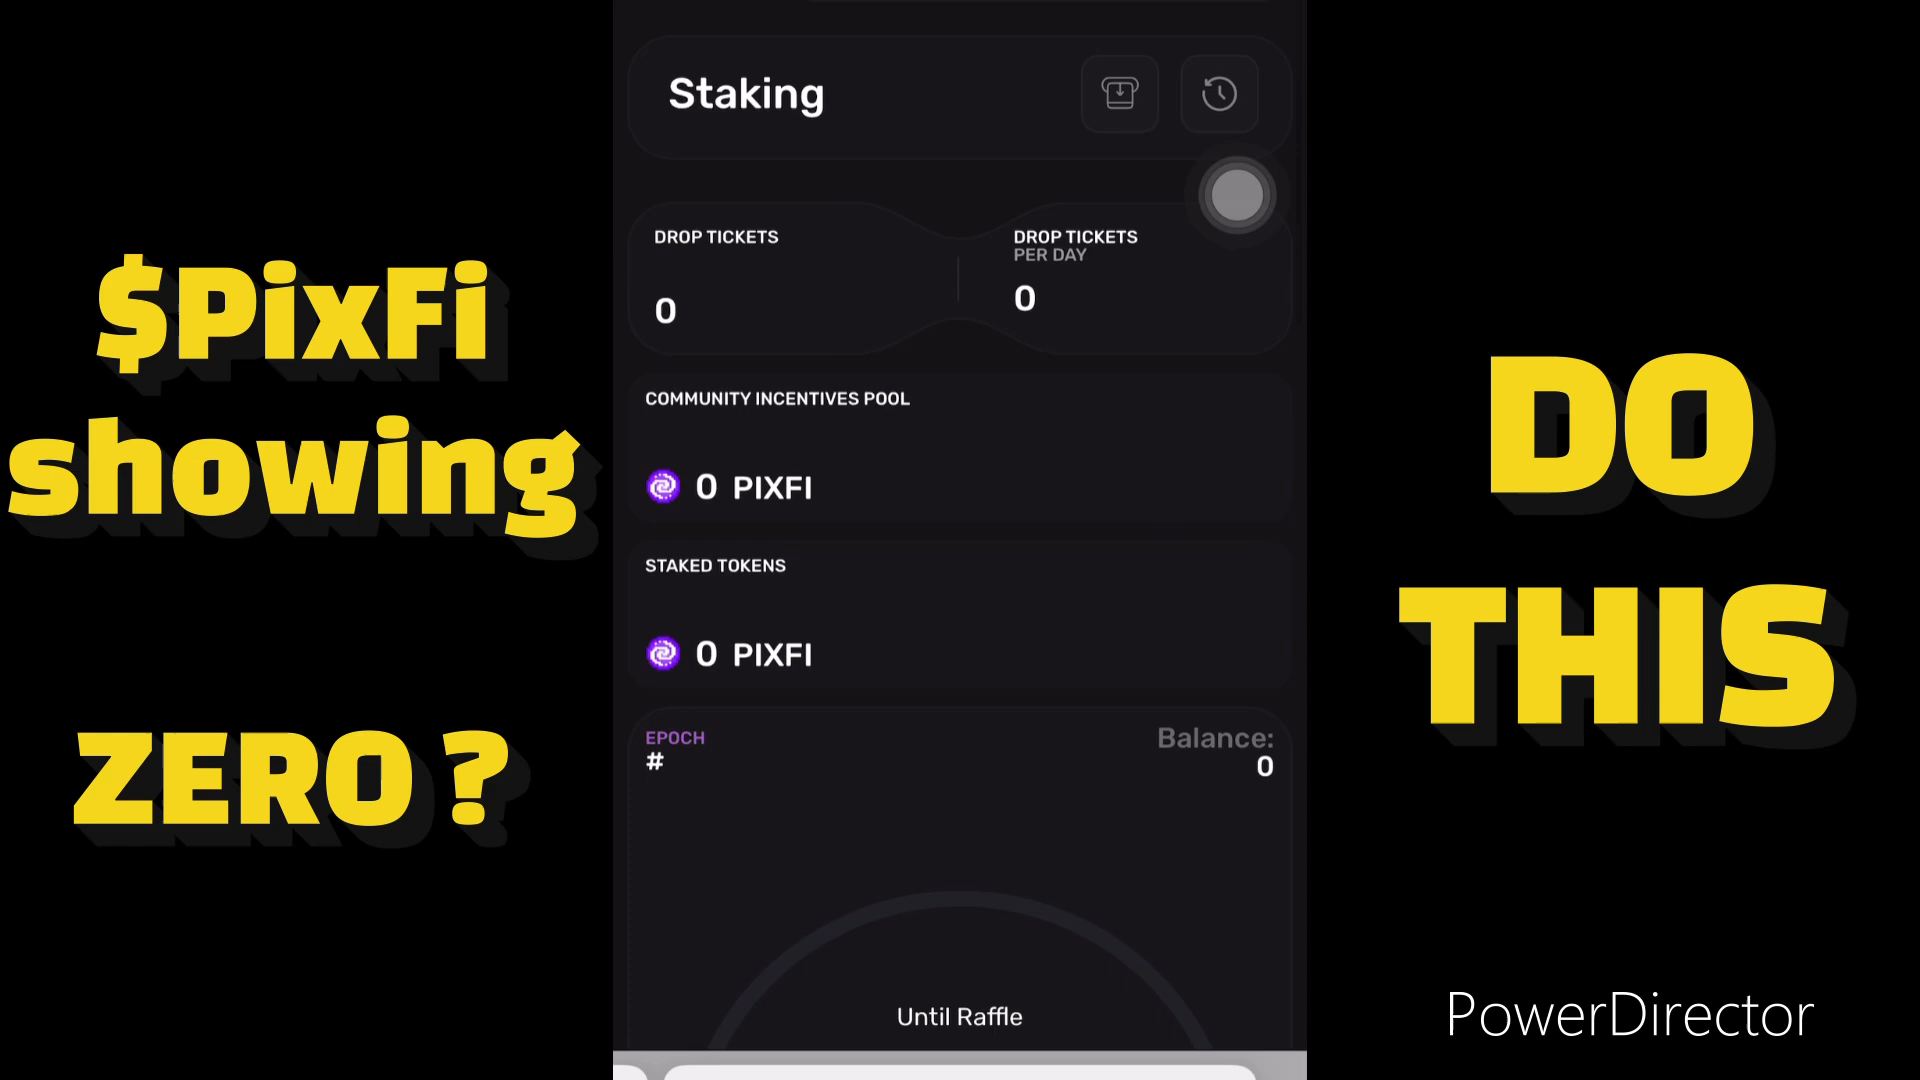 $PixFi
showing
ZERO?
Staking
DROP TICKETS
0
DROP TICKETS
PER DAY
0
COMMUNITY INCENTIVES POOL
0 PIXFI
STAKED TOKENS
0 PIXFI
EPOCH
#
Balance:
0
Until Raffle
DO
THIS
PowerDirector